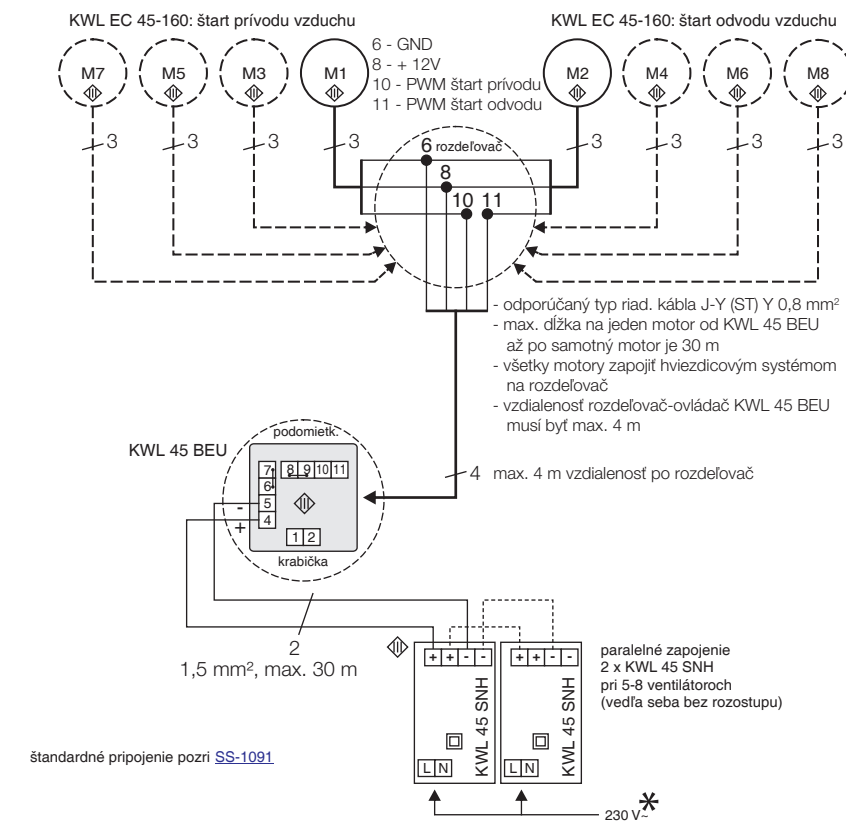 KWL EC 45-160: štart prívodu vzduchu
KWL EC 45-160: štart odvodu vzduchu
M7
M5
M3
M1
M2
M4
M6
M8
6 - GND
8 - + 12V
10 - PWM štart prívodu
11 - PWM štart odvodu
3
3
3
3
3
3
3
3
6 rozdeľovač
8
10 11
- odporúčaný typ riad. kábla J-Y (ST) Y 0,8 mm²
- max. dĺžka na jeden motor od KWL 45 BEU
až po samotný motor je 30 m
- všetky motory zapojiť hviezdicovým systémom
na rozdeľovač
- vzdialenosť rozdeľovač-ovládač KWL 45 BEU
musí byť max. 4 m
KWL 45 BEU
podomietk.
7 8 9 10 11
6
5
4
-
+
1 2
krabička
4 max. 4 m vzdialenosť po rozdeľovač
2
1,5 mm², max. 30 m
+ + - -
+ + - -
KWL 45 SNH
KWL 45 SNH
L N
L N
paralelné zapojenie
2 x KWL 45 SNH
pri 5-8 ventilátoroch
(vedľa seba bez rozostupu)
štandardné pripojenie pozri SS-1091
230 V~ *